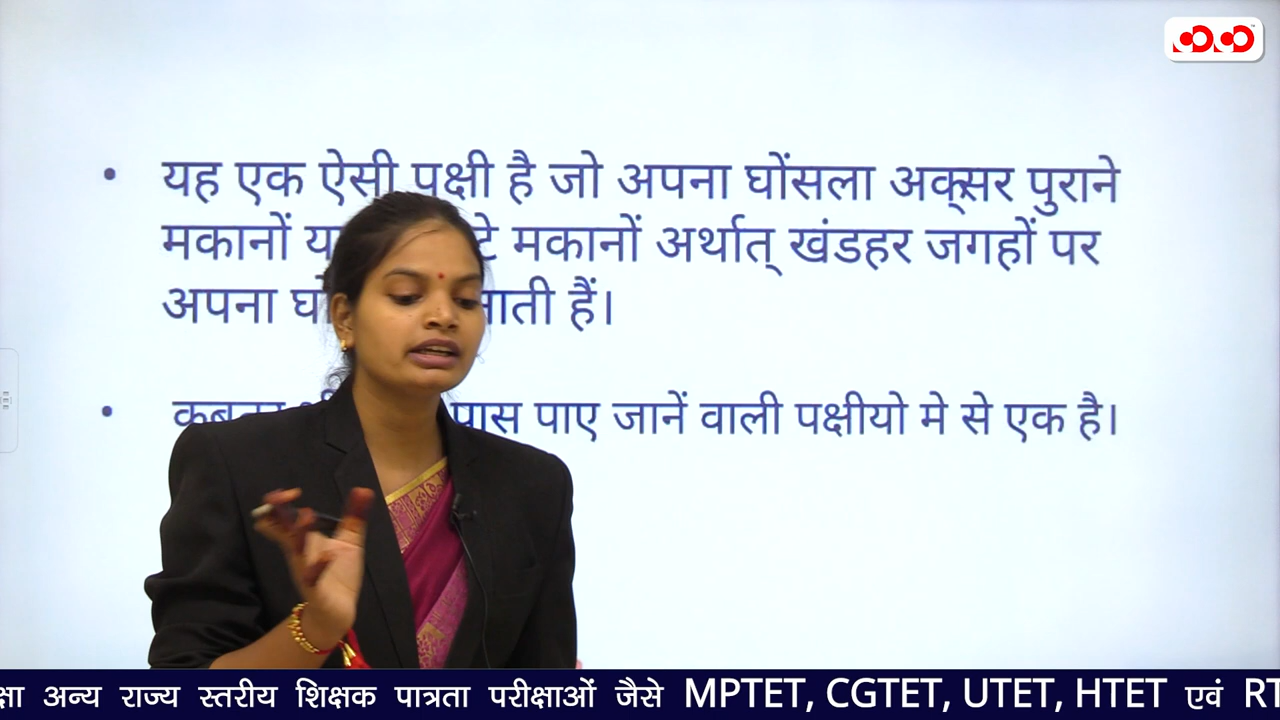 यह एक ऐसी पक्षी है जो अपना घोंसला अक्सर पुराने
मकानों मकानों अर्थात् खंडहर जगहों पर
अपना हैं।
पास पाए जानें वाली पक्षीयो मे से एक है।
अन्य राज्य स्तरीय शिक्षक पात्रता परीक्षाओं जैसे MPTET, CGTET, UTET, HTET एवं